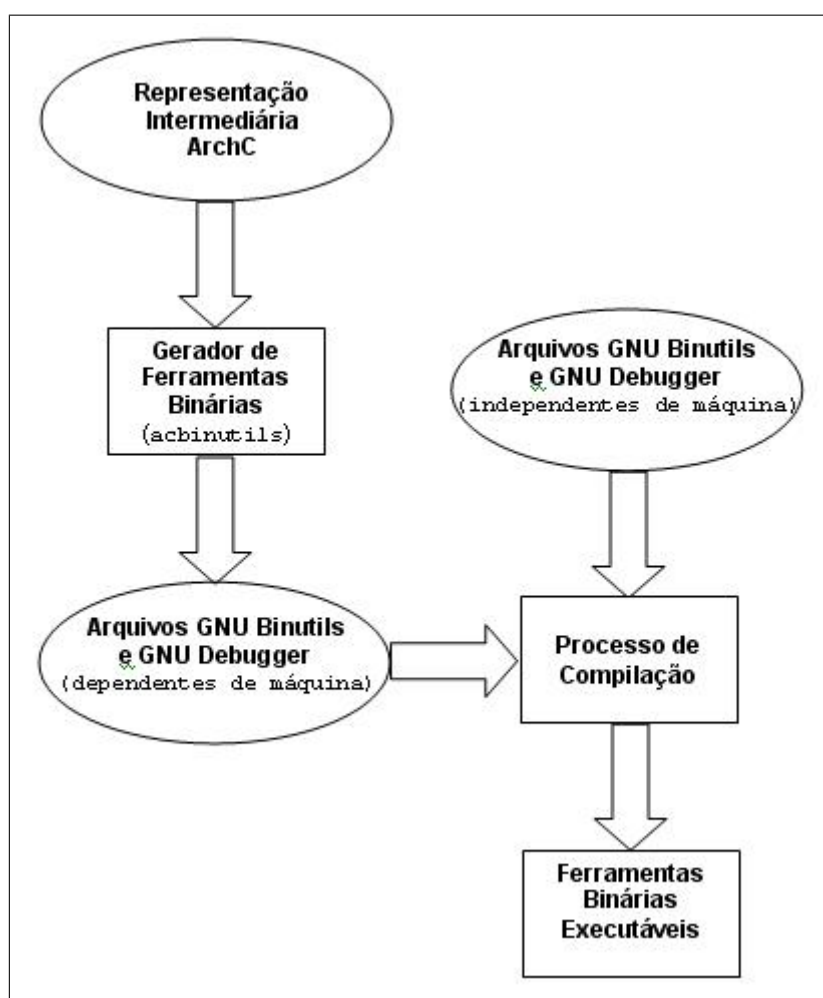 Representação
Intermediária
ArchC
Gerador de
Ferramentas
Binárias
(acbinutils)
Arquivos GNU Binutils
e GNU Debugger
(independentes de máquina)
Arquivos GNU Binutils
e GNU Debugger
(dependentes de máquina)
Processo de
Compilação
Ferramentas
Binárias
Executáveis